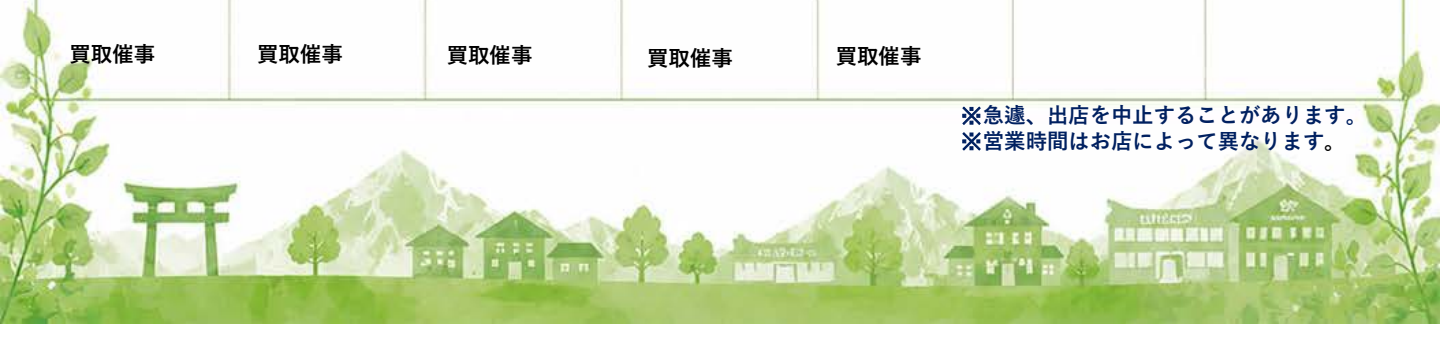 買取催事 買取催事 買取催事 買取催事 買取催事
※急遽、出店を中止することがあります。
※営業時間はお店によって異なります。